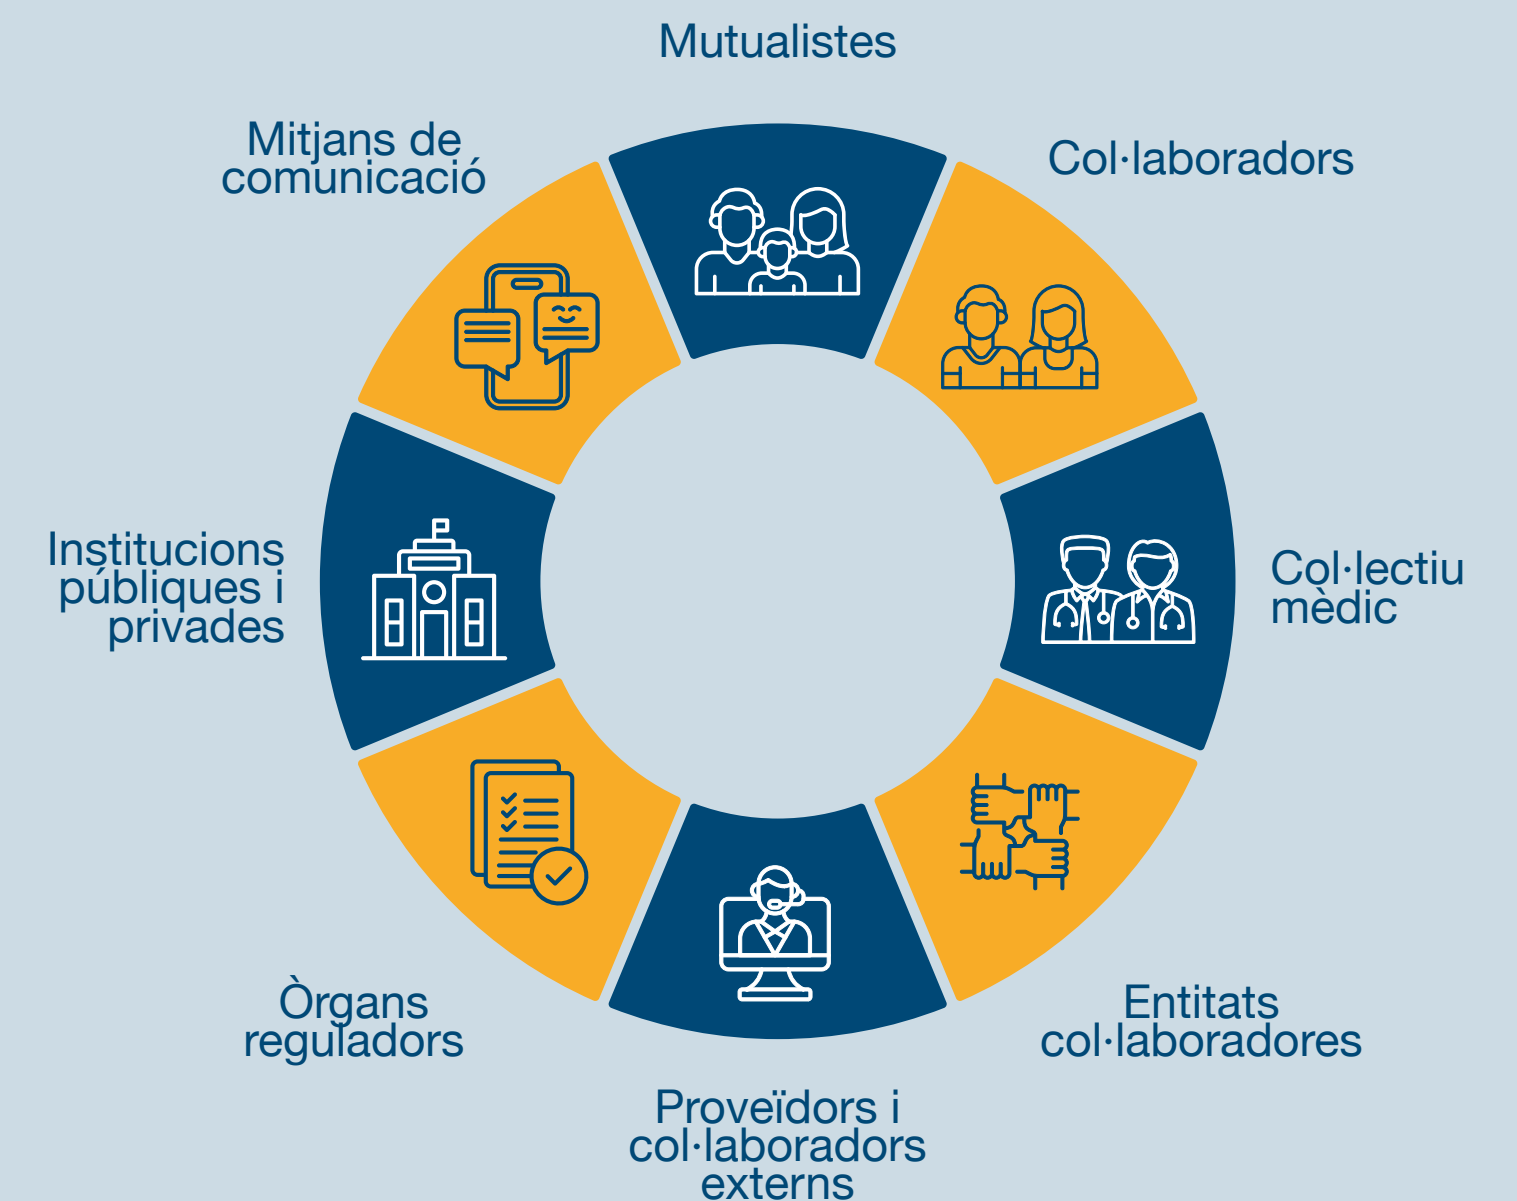 Mutualistes
Mitjans de
comunicació
Col·laboradors
Institucions
públiques i
privades
Col·lectiu
mèdic
Òrgans
reguladors
Entitats
col·laboradores
Proveïdors i
col·laboradors
externs